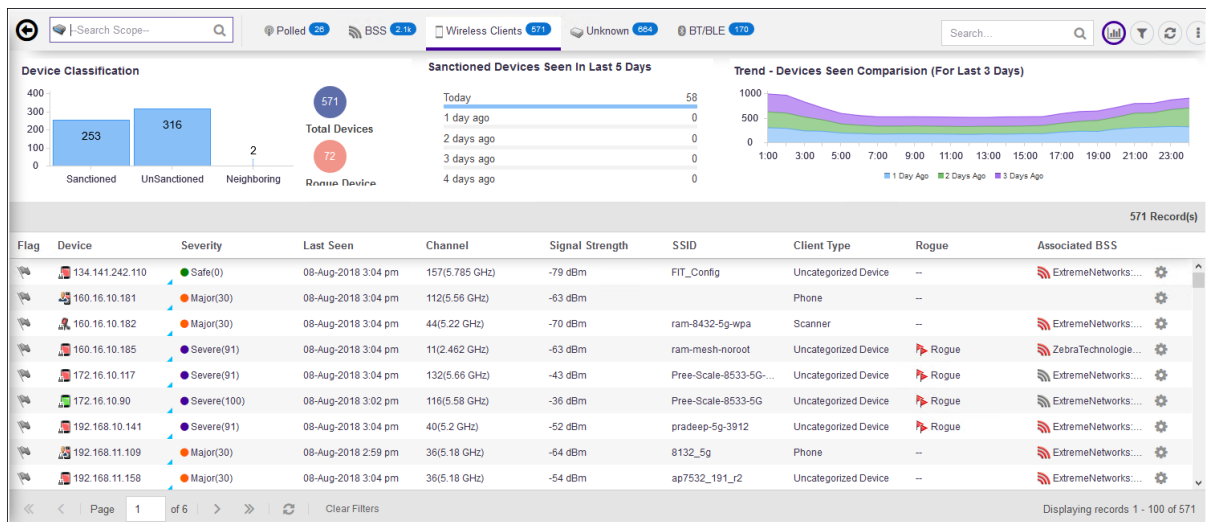 --Search Scope--
Polled 26 BSS 2.1k Wireless Clients 571 Unknown 664 BT/BLE 170 Search...
Device Classification
400
300
200
100
0
253 316 2
Sanctioned UnSanctioned Neighboring
571
Total Devices
72
Rogue Device
Sanctioned Devices Seen In Last 5 Days
Today 58
1 day ago 0
2 days ago 0
3 days ago 0
4 days ago 0
Trend - Devices Seen Comparision (For Last 3 Days)
1000
500
0
1:00 3:00 5:00 7:00 9:00 11:00 13:00 15:00 17:00 19:00 21:00 23:00
1 Day Ago 2 Days Ago 3 Days Ago
571 Record(s)
Flag Device Severity Last Seen Channel Signal Strength SSID Client Type Rogue Associated BSS
134.141.242.110 Safe(0) 08-Aug-2018 3:04 pm 157(5.785 GHz) -79 dBm FIT_Config Uncategorized Device -- ExtremeNetworks:...
160.16.10.181 Major(30) 08-Aug-2018 3:04 pm 112(5.56 GHz) -63 dBm Phone --
160.16.10.182 Major(30) 08-Aug-2018 3:04 pm 44(5.22 GHz) -70 dBm ram-8432-5g-wpa Scanner -- ExtremeNetworks:...
160.16.10.185 Severe(91) 08-Aug-2018 3:04 pm 11(2.462 GHz) -63 dBm ram-mesh-noroot Uncategorized Device Rogue ZebraTechnologie...
172.16.10.117 Severe(91) 08-Aug-2018 3:04 pm 132(5.66 GHz) -43 dBm Pree-Scale-8533-5G-... Uncategorized Device Rogue ExtremeNetworks:...
172.16.10.90 Severe(100) 08-Aug-2018 3:02 pm 116(5.58 GHz) -36 dBm Pree-Scale-8533-5G Uncategorized Device Rogue ExtremeNetworks:...
192.168.10.141 Severe(91) 08-Aug-2018 3:04 pm 40(5.2 GHz) -52 dBm pradeep-5g-3912 Uncategorized Device Rogue ExtremeNetworks:...
192.168.11.109 Major(30) 08-Aug-2018 2:59 pm 36(5.18 GHz) -64 dBm 8132_5g Phone -- ExtremeNetworks:...
192.168.11.158 Major(30) 08-Aug-2018 3:04 pm 36(5.18 GHz) -54 dBm ap7532_191_r2 Uncategorized Device -- ExtremeNetworks:...
Page 1 of 6 Clear Filters Displaying records 1 - 100 of 571